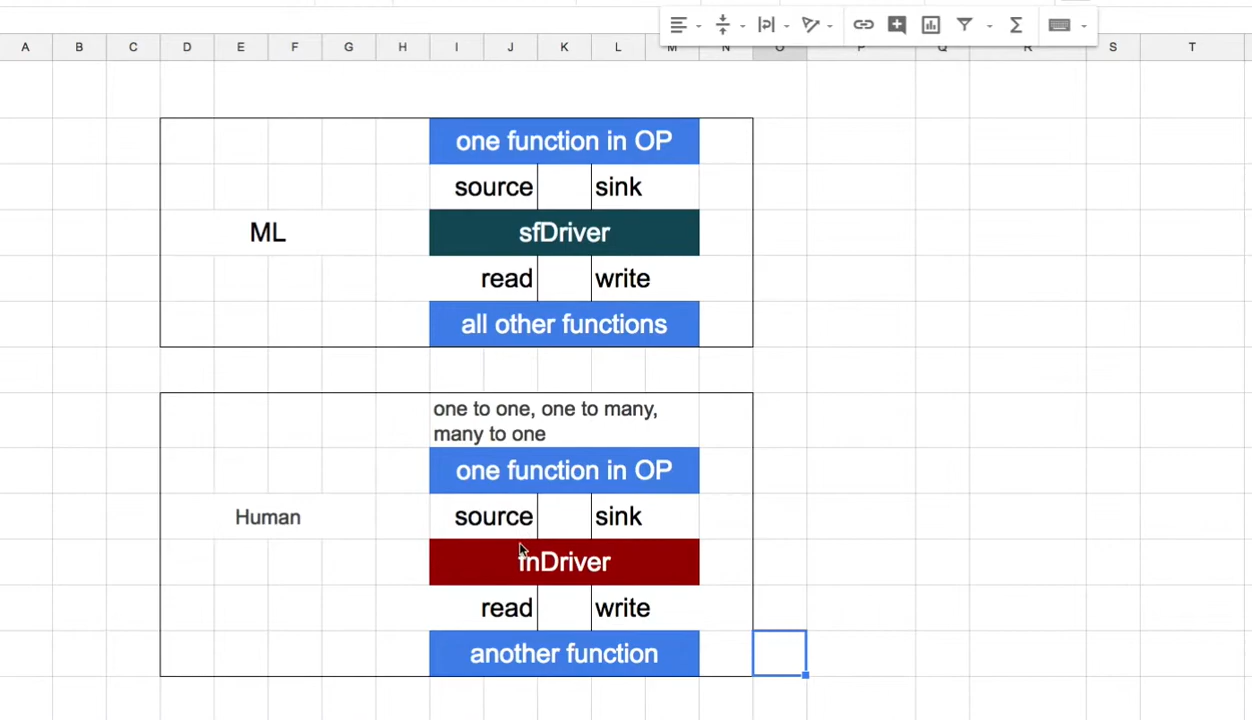 A B C D E F G H I J K L M N O P Q R S T
one function in OP
source sink
ML sfDriver
read write
all other functions
one to one, one to many,
many to one
one function in OP
source sink
Human fnDriver
read write
another function